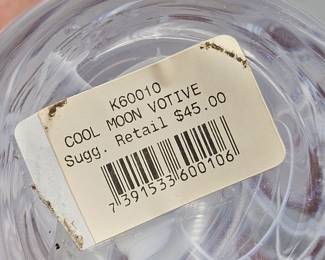 K60010
COOL MOON VOTIVE
Sugg. Retail $45.00
7 391533 600106